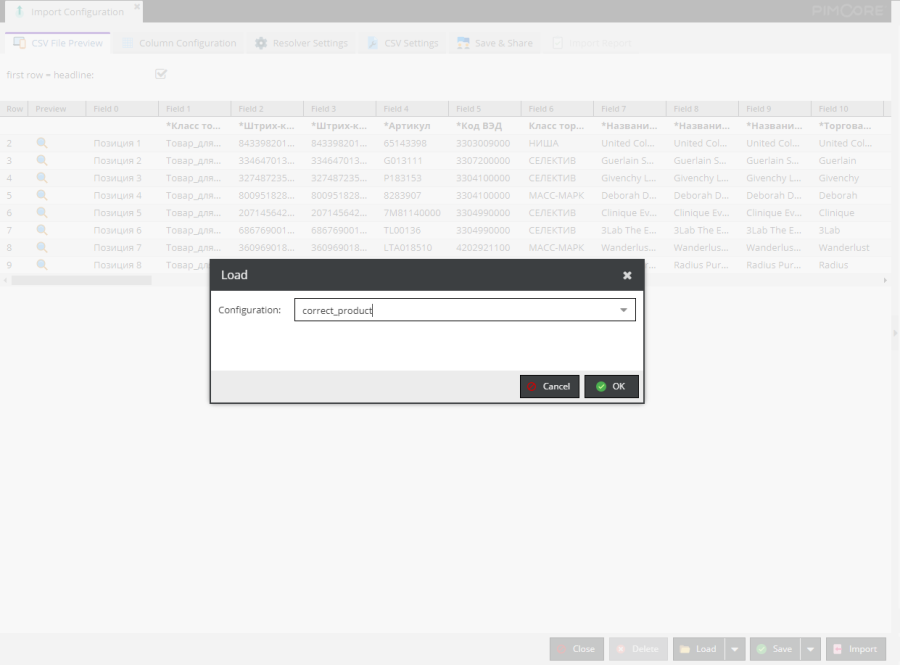 Import Configuration
PIMCORE
CSV File Preview Column Configuration Resolver Settings CSV Settings Save & Share Import Report
first row = headline:
Row Preview Field 0 Field 1 Field 2 Field 3 Field 4 Field 5 Field 6 Field 7 Field 8 Field 9 Field 10
*Класс то... *Штрих-к... *Штрих-к... *Артикул *Код ВЭД Класс тор... *Названи... *Названи... *Названи... *Торгова...
2 Позиция 1 Товар_для... 843398201... 843398201... 65143398 3303009000 НИША United Col... United Col... United Col... United Col...
3 Позиция 2 Товар_для... 334647013... 334647013... G013111 3307200000 СЕЛЕКТИВ Guerlain S... Guerlain S... Guerlain S... Guerlain
4 Позиция 3 Товар_для... 327487235... 327487235... P183153 3304100000 СЕЛЕКТИВ Givenchy L... Givenchy L... Givenchy L... Givenchy
5 Позиция 4 Товар_для... 800951828... 800951828... 8283907 3304100000 МАСС-МАРК Deborah D... Deborah D... Deborah D... Deborah
6 Позиция 5 Товар_для... 207145642... 207145642... 7M81140000 3304990000 СЕЛЕКТИВ Clinique Ev... Clinique Ev... Clinique Ev... Clinique
7 Позиция 6 Товар_для... 686769001... 686769001... TL00136 3304990000 СЕЛЕКТИВ 3Lab The E... 3Lab The E... 3Lab The E... 3Lab
8 Позиция 7 Товар_для... 360969018... 360969018... LTA018510 4202921100 МАСС-МАРК Wanderlus... Wanderlus... Wanderlus... Wanderlust
9 Позиция 8 Товар_дл Radius Pur... Radius Pur... Radius
Load
Configuration: correct_product
Cancel OK
Close Delete Load Save Import